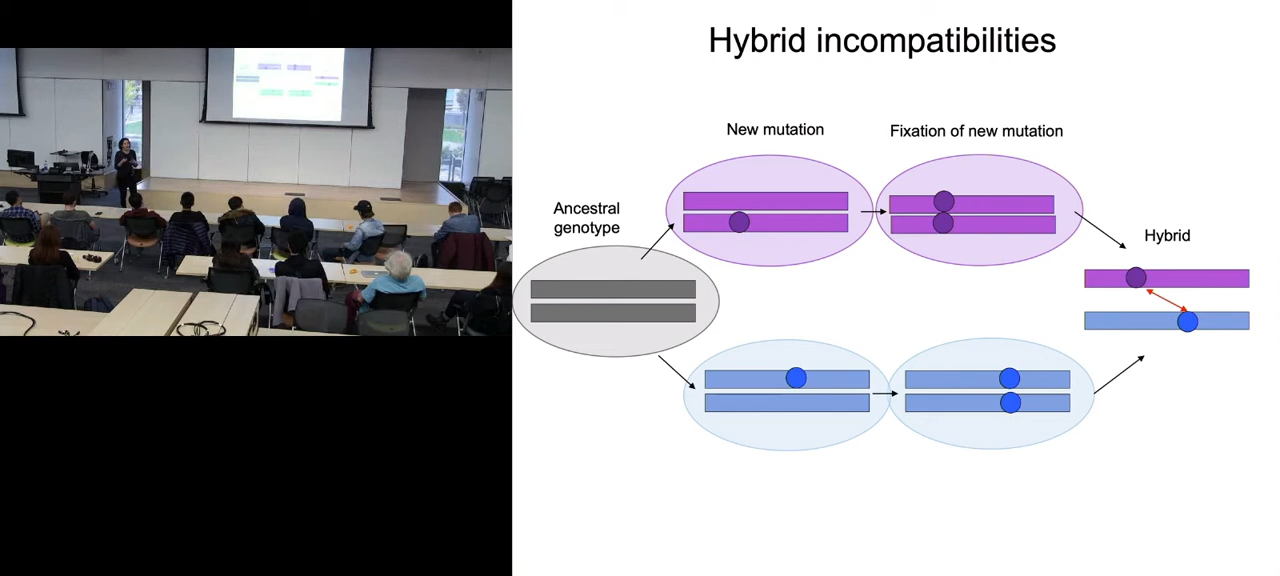 Hybrid incompatibilities
New mutation
Fixation of new mutation
Ancestral
genotype
Hybrid